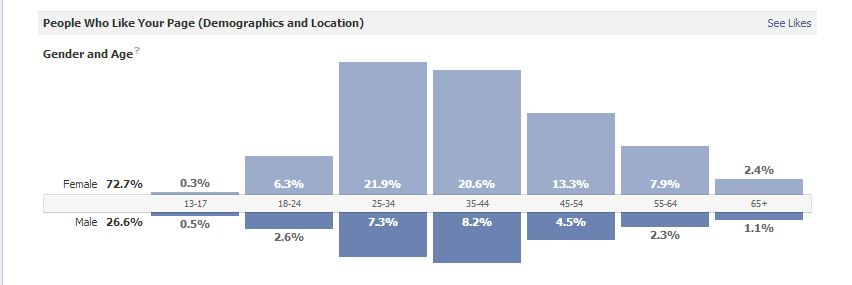 People Who Like Your Page (Demographics and Location) See Likes
Gender and Age?
Female 72.7% 0.3% 6.3% 21.9% 20.6% 13.3% 7.9% 2.4%
13-17 18-24 25-34 35-44 45-54 55-64 65+
Male 26.6% 0.5% 2.6% 7.3% 8.2% 4.5% 2.3% 1.1%